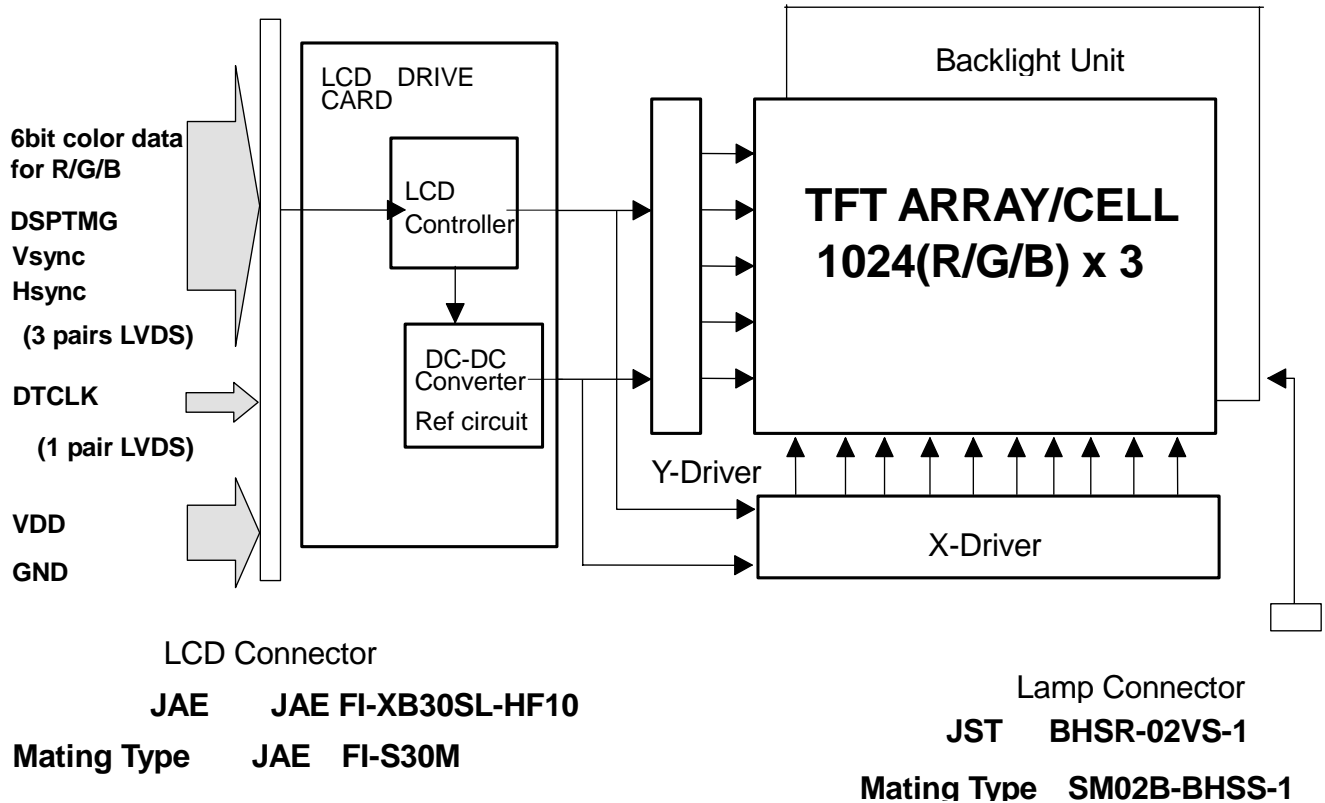 Backlight Unit
LCD DRIVE
CARD
6bit color data
for R/G/B
LCD
Controller
TFT ARRAY/CELL
1024(R/G/B) x 3
DSPTMG
Vsync
Hsync
(3 pairs LVDS)
DC-DC
Converter
Ref circuit
DTCLK
(1 pair LVDS)
Y-Driver
VDD
GND
X-Driver
LCD Connector
JAE JAE FI-XB30SL-HF10
Mating Type JAE FI-S30M
Lamp Connector
JST BHSR-02VS-1
Mating Type SM02B-BHSS-1